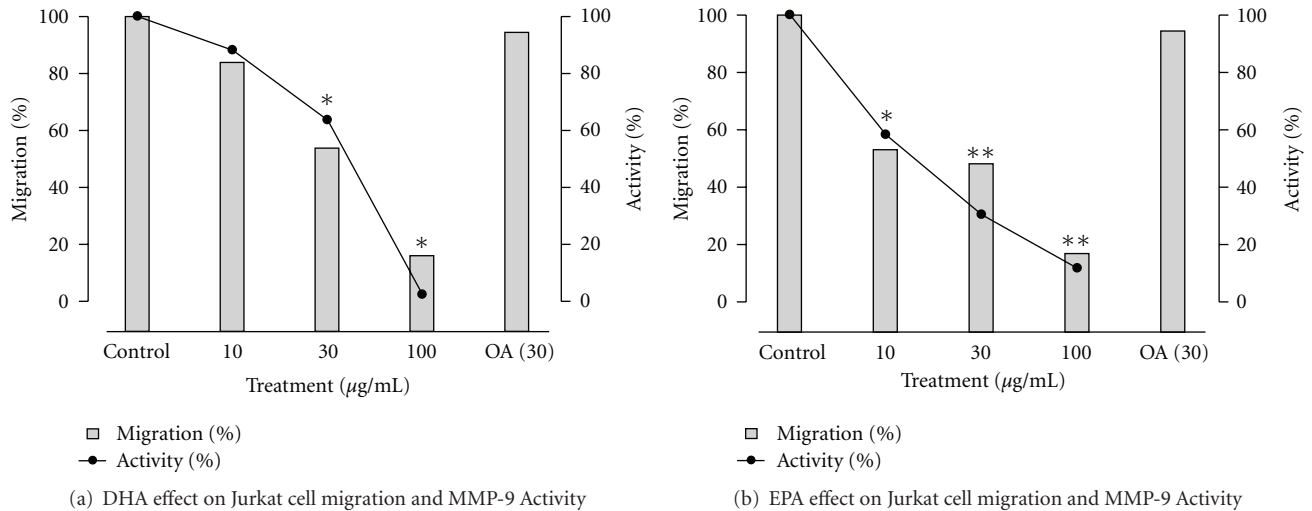 100
80
60
40
20
0
Migration (%)
100
80
60
40
20
0
Activity (%)
*
*
Control 10 30 100 OA (30)
Treatment (µg/mL)
Migration (%)
Activity (%)
(a) DHA effect on Jurkat cell migration and MMP-9 Activity
100
80
60
40
20
0
Migration (%)
100
80
60
40
20
0
Activity (%)
*
**
**
Control 10 30 100 OA (30)
Treatment (µg/mL)
Migration (%)
Activity (%)
(b) EPA effect on Jurkat cell migration and MMP-9 Activity